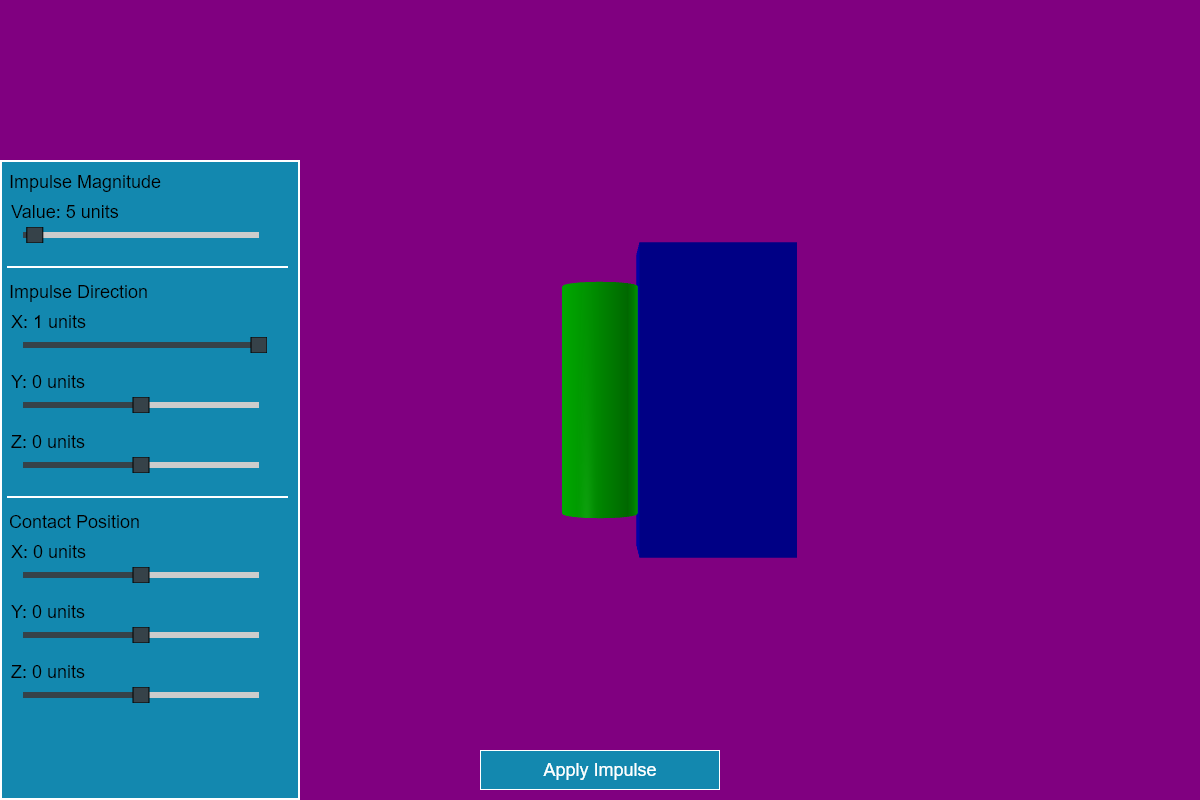 Impulse Magnitude
Value: 5 units
Impulse Direction
X: 1 units
Y: 0 units
Z: 0 units
Contact Position
X: 0 units
Y: 0 units
Z: 0 units
Apply Impulse